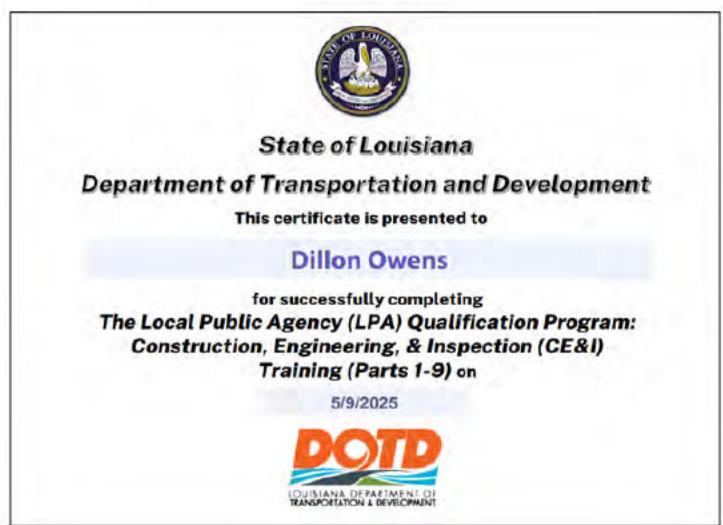 STATE OF LOUISIANA
State of Louisiana
Department of Transportation and Development
This certificate is presented to
Dillon Owens
for successfully completing
The Local Public Agency (LPA) Qualification Program:
Construction, Engineering, & Inspection (CE&I)
Training (Parts 1-9) on
5/9/2025
DOTD
LOUISIANA DEPARTMENT OF
TRANSPORTATION & DEVELOPMENT